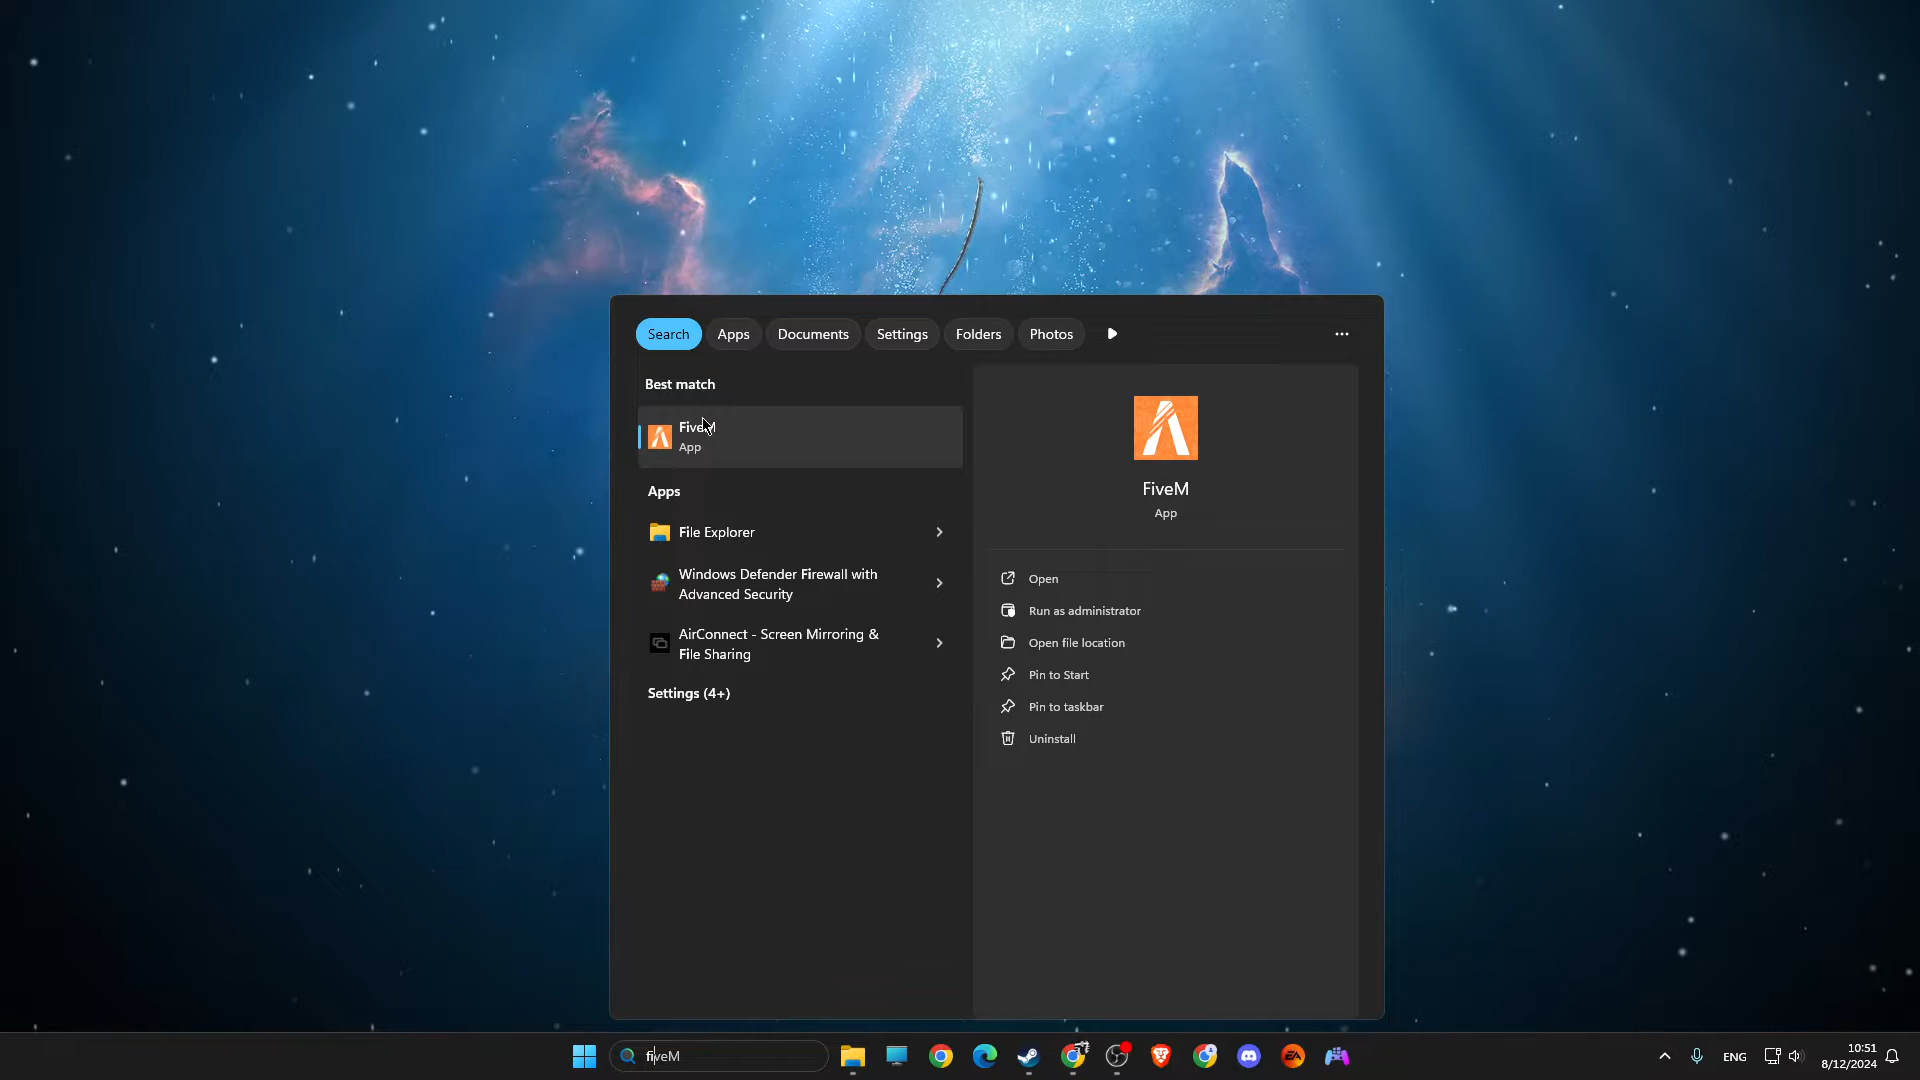 Search Apps Documents Settings Folders Photos
Best match
FiveM
App
Apps
File Explorer
Windows Defender Firewall with
Advanced Security
AirConnect - Screen Mirroring &
File Sharing
Settings (4+)
FiveM
App
Open
Run as administrator
Open file location
Pin to Start
Pin to taskbar
Uninstall
fiveM
EA
ENG
10:51
8/12/2024